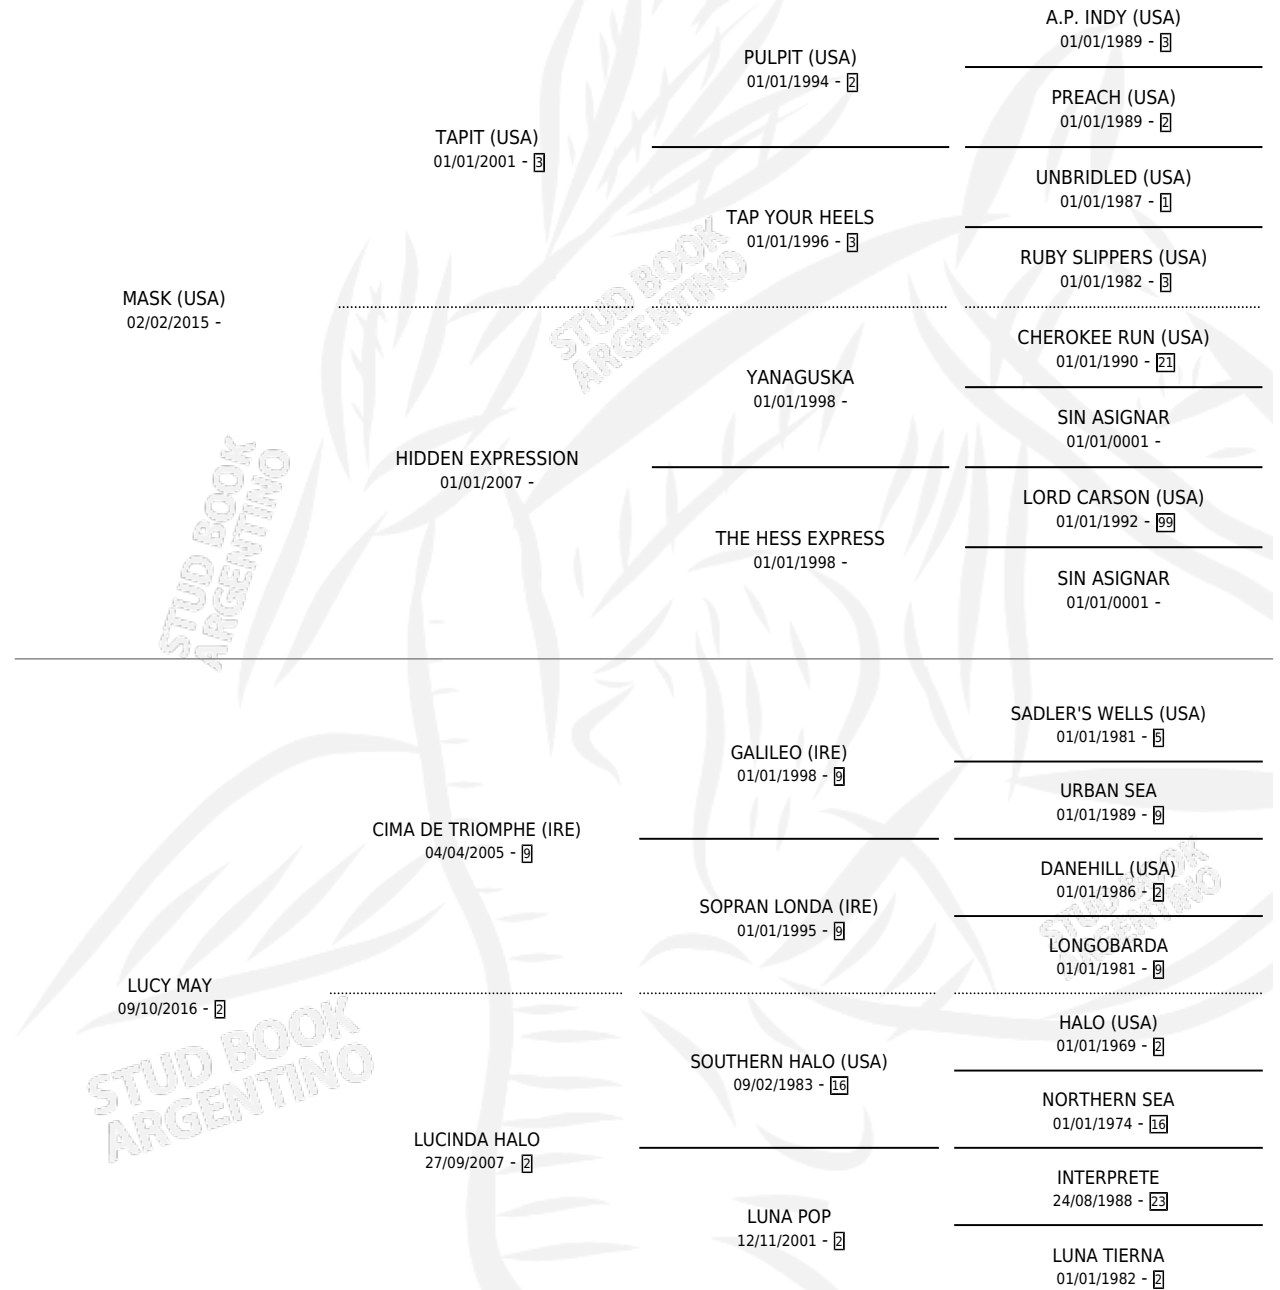 A.P. INDY (USA)
01/01/1989 - 3
PULPIT (USA)
01/01/1994 - 2
PREACH (USA)
01/01/1989 - 2
TAPIT (USA)
01/01/2001 - 3
UNBRIDLED (USA)
01/01/1987 - 1
TAP YOUR HEELS
01/01/1996 - 3
RUBY SLIPPERS (USA)
01/01/1982 - 3
MASK (USA)
02/02/2015 -
CHEROKEE RUN (USA)
01/01/1990 - 21
YANAGUSKA
01/01/1998 -
SIN ASIGNAR
01/01/0001 -
HIDDEN EXPRESSION
01/01/2007 -
LORD CARSON (USA)
01/01/1992 - 99
THE HESS EXPRESS
01/01/1998 -
SIN ASIGNAR
01/01/0001 -
SADLER'S WELLS (USA)
01/01/1981 - 5
GALILEO (IRE)
01/01/1998 - 9
URBAN SEA
01/01/1989 - 9
CIMA DE TRIOMPHE (IRE)
04/04/2005 - 9
DANEHILL (USA)
01/01/1986 - 2
SOPRAN LONDA (IRE)
01/01/1995 - 9
LONGOBARDA
01/01/1981 - 9
LUCY MAY
09/10/2016 - 2
HALO (USA)
01/01/1969 - 2
SOUTHERN HALO (USA)
09/02/1983 - 16
NORTHERN SEA
01/01/1974 - 16
LUCINDA HALO
27/09/2007 - 2
INTERPRETE
24/08/1988 - 23
LUNA POP
12/11/2001 - 2
LUNA TIERNA
01/01/1982 - 2
STUD BOOK
ARGENTINO
STUD BOOK
ARGENTINO
STUD BOOK
ARGENTINO
STUD BOOK
ARGENTINO